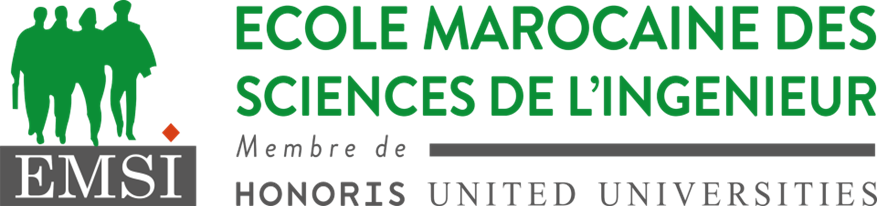 ECOLE MAROCAINE DES
SCIENCES DE L'INGENIEUR
Membre de
HONORIS UNITED UNIVERSITIES
EMSI